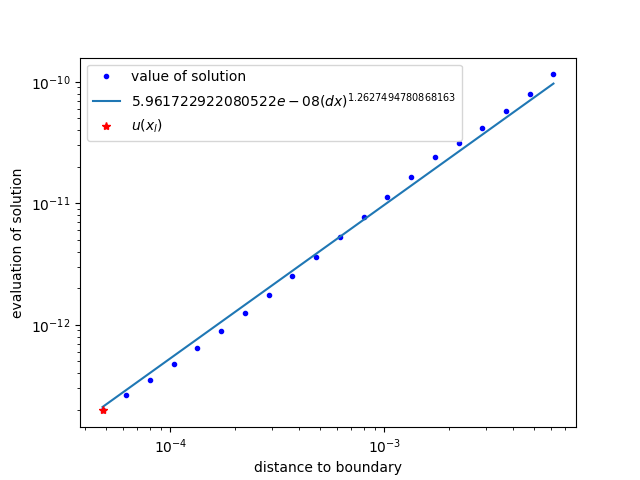 value of solution
5.961722922080522e − 08(dx)^1.2627494780868163
u(x_l)
10^-10
10^-11
10^-12
evaluation of solution
10^-4
10^-3
distance to boundary